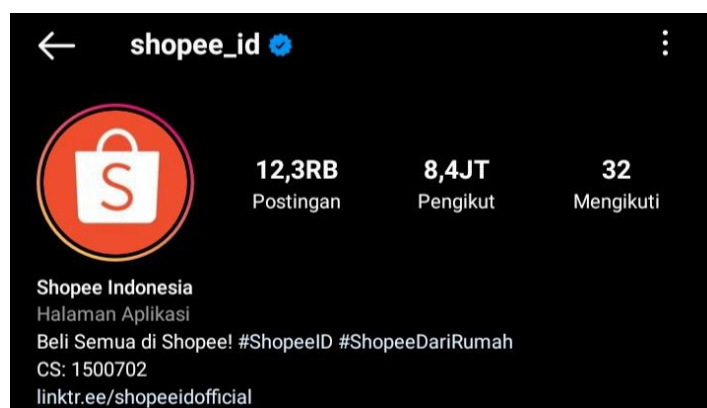 shopee_id
S
12,3RB 8,4JT 32
Postingan Pengikut Mengikuti
Shopee Indonesia
Halaman Aplikasi
Beli Semua di Shopee! #ShopeeID #ShopeeDariRumah
CS: 1500702
linktr.ee/shopeeidofficial